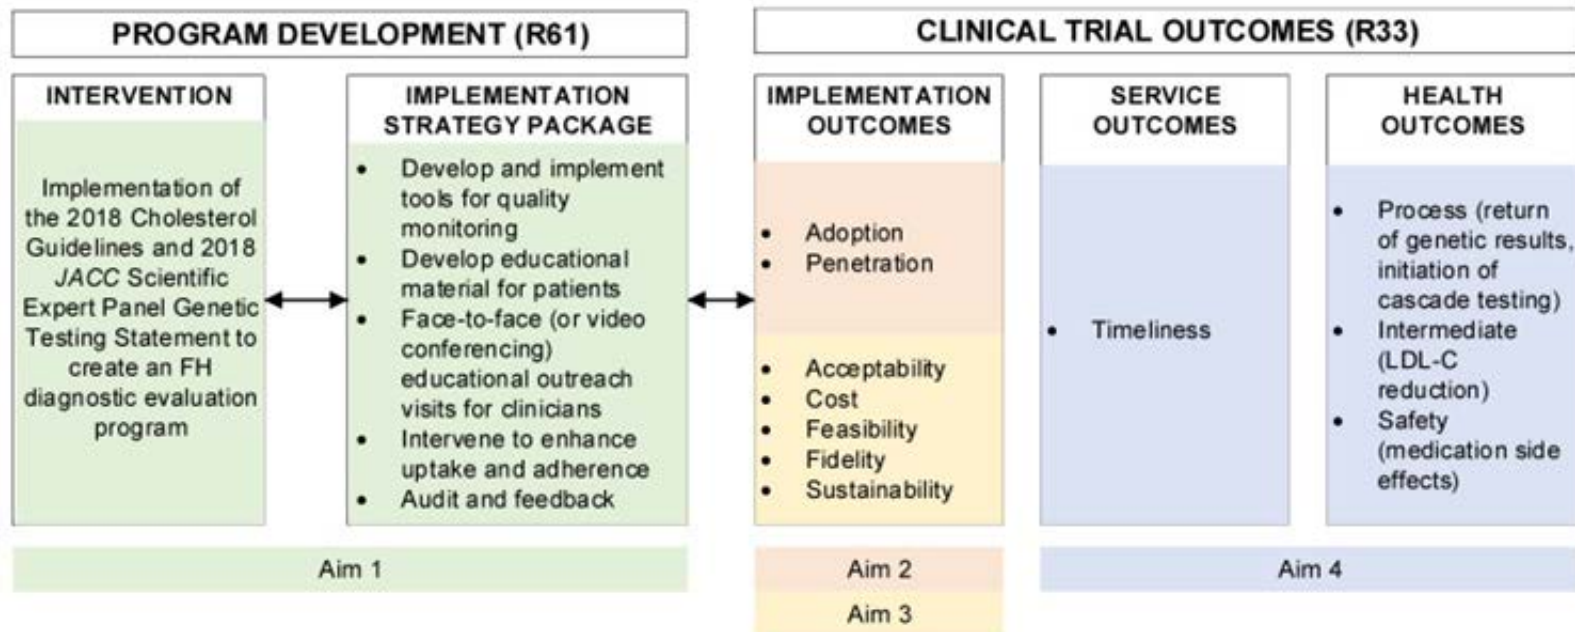 PROGRAM DEVELOPMENT (R61)
CLINICAL TRIAL OUTCOMES (R33)
INTERVENTION
Implementation of
the 2018 Cholesterol
Guidelines and 2018
JACC Scientific
Expert Panel Genetic
Testing Statement to
create an FH
diagnostic evaluation
program
IMPLEMENTATION
STRATEGY PACKAGE
• Develop and implement
tools for quality
monitoring
• Develop educational
material for patients
• Face-to-face (or video
conferencing)
educational outreach
visits for clinicians
• Intervene to enhance
uptake and adherence
• Audit and feedback
IMPLEMENTATION
OUTCOMES
• Adoption
• Penetration
• Acceptability
• Cost
• Feasibility
• Fidelity
• Sustainability
SERVICE
OUTCOMES
• Timeliness
HEALTH
OUTCOMES
• Process (return
of genetic results,
initiation of
cascade testing)
• Intermediate
(LDL-C
reduction)
• Safety
(medication side
effects)
Aim 1
Aim 2
Aim 3
Aim 4